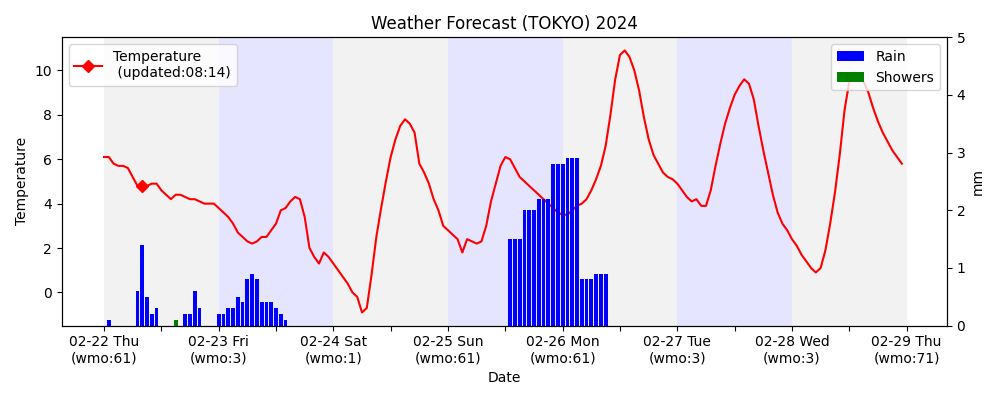 Weather Forecast (TOKYO) 2024
Temperature
(updated:08:14)
Rain
Showers
Temperature
10
8
6
4
2
0
5
4
3
2
1
0
mm
02-22 Thu
(wmo:61)
02-23 Fri
(wmo:3)
02-24 Sat
(wmo:1)
02-25 Sun
(wmo:61)
02-26 Mon
(wmo:61)
02-27 Tue
(wmo:3)
02-28 Wed
(wmo:3)
02-29 Thu
(wmo:71)
Date